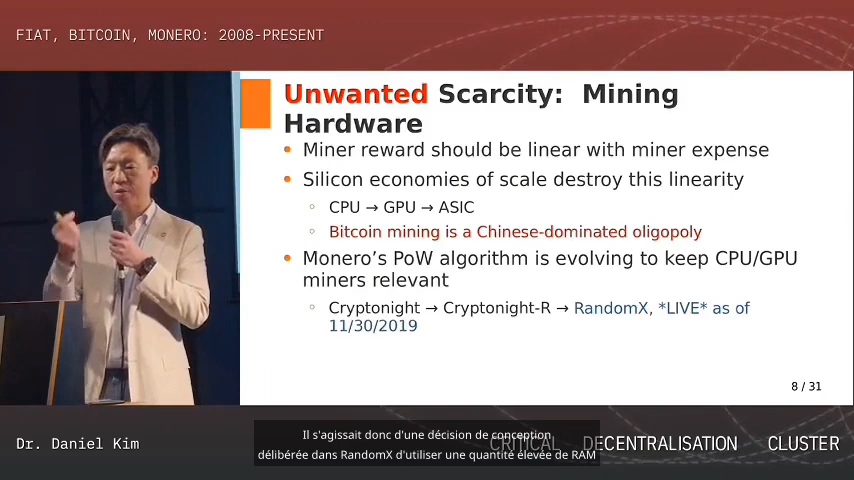 FIAT, BITCOIN, MONERO: 2008-PRESENT
Unwanted Scarcity: Mining
Hardware
• Miner reward should be linear with miner expense
• Silicon economies of scale destroy this linearity
◦ CPU → GPU → ASIC
◦ Bitcoin mining is a Chinese-dominated oligopoly
• Monero’s PoW algorithm is evolving to keep CPU/GPU
miners relevant
◦ Cryptonight → Cryptonight-R → RandomX, *LIVE* as of
11/30/2019
8 / 31
Dr. Daniel Kim
CRITICAL DECENTRALISATION CLUSTER
Il s'agissait donc d'une décision de conception
délibérée dans RandomX d'utiliser une quantité élevée de RAM